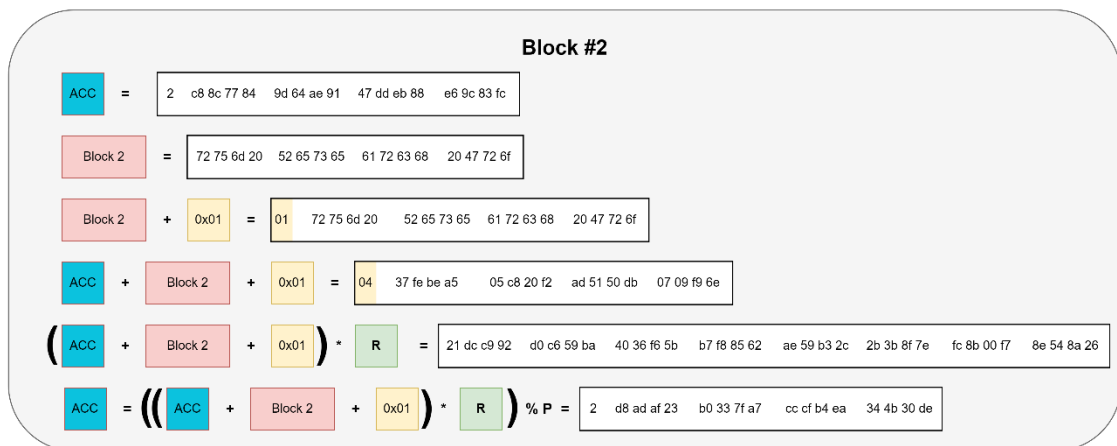 Block #2
ACC = 2 c8 8c 77 84 9d 64 ae 91 47 dd eb 88 e6 9c 83 fc
Block 2 = 72 75 6d 20 52 65 73 65 61 72 63 68 20 47 72 6f
Block 2 + 0x01 = 01 72 75 6d 20 52 65 73 65 61 72 63 68 20 47 72 6f
ACC + Block 2 + 0x01 = 04 37 fe be a5 05 c8 20 f2 ad 51 50 db 07 09 f9 6e
( ACC + Block 2 + 0x01 ) * R = 21 dc c9 92 d0 c6 59 ba 40 36 f6 5b b7 f8 85 62 ae 59 b3 2c 2b 3b 8f 7e fc 8b 00 f7 8e 54 8a 26
ACC = (( ACC + Block 2 + 0x01 ) * R ) % P = 2 d8 ad af 23 b0 33 7f a7 cc cf b4 ea 34 4b 30 de